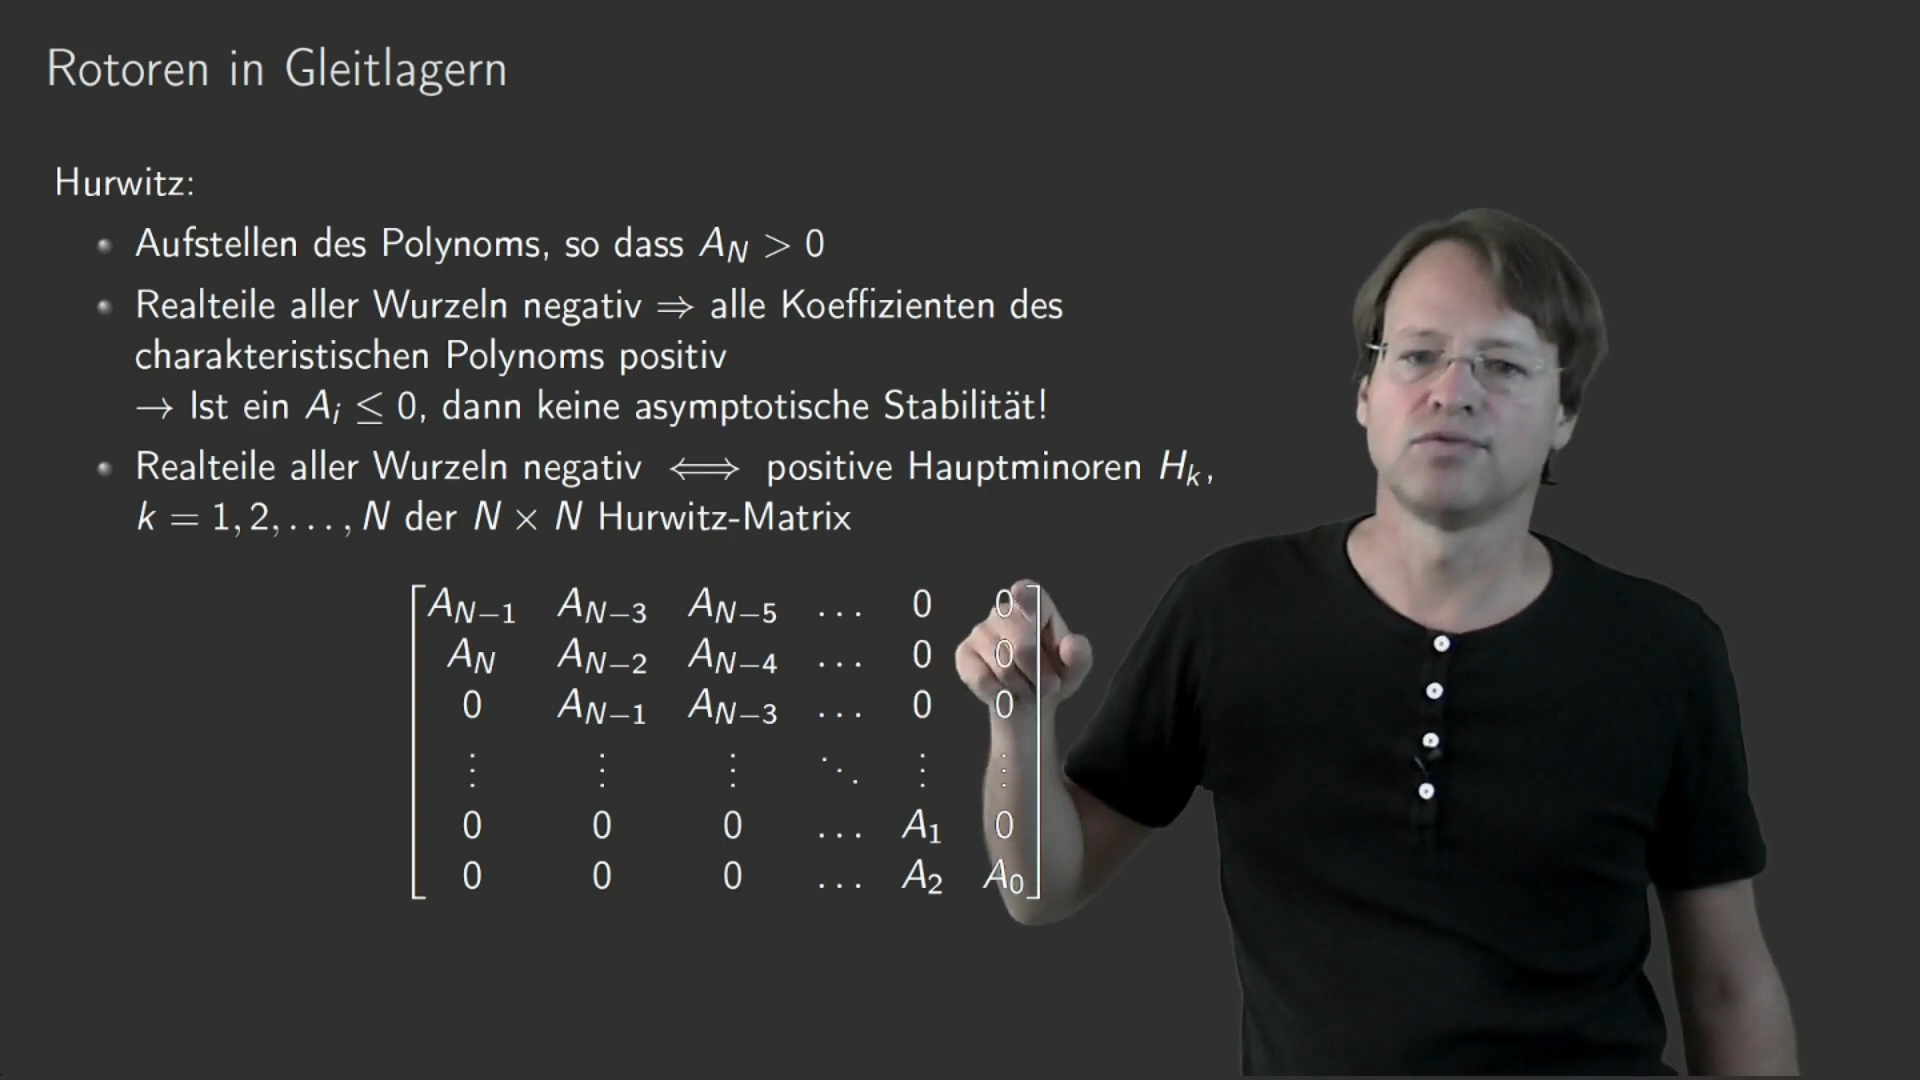 Rotoren in Gleitlagern
Hurwitz:
Aufstellen des Polynoms, so dass A_N > 0
Realteile aller Wurzeln negativ ⇒ alle Koeffizienten des
charakteristischen Polynoms positiv
→ Ist ein A_i ≤ 0, dann keine asymptotische Stabilität!
Realteile aller Wurzeln negativ ⟺ positive Hauptminoren H_k,
k = 1, 2, . . . , N der N × N Hurwitz-Matrix
A_{N−1} A_{N−3} A_{N−5} . . . 0 0
A_N A_{N−2} A_{N−4} . . . 0 0
0 A_{N−1} A_{N−3} . . . 0 0
⋮ ⋮ ⋮ ⋱ ⋮ ⋮
0 0 0 . . . A_1 0
0 0 0 . . . A_2 A_0